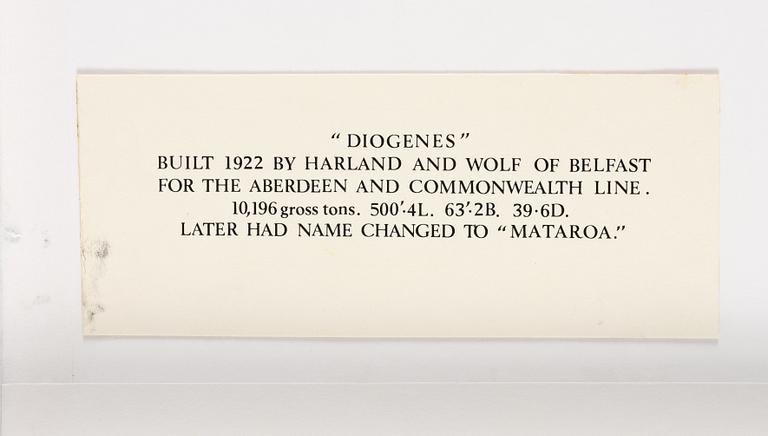 “DIOGENES”
BUILT 1922 BY HARLAND AND WOLF OF BELFAST
FOR THE ABERDEEN AND COMMONWEALTH LINE.
10,196 gross tons. 500′·4L. 63′·2B. 39·6D.
LATER HAD NAME CHANGED TO “MATAROA.”